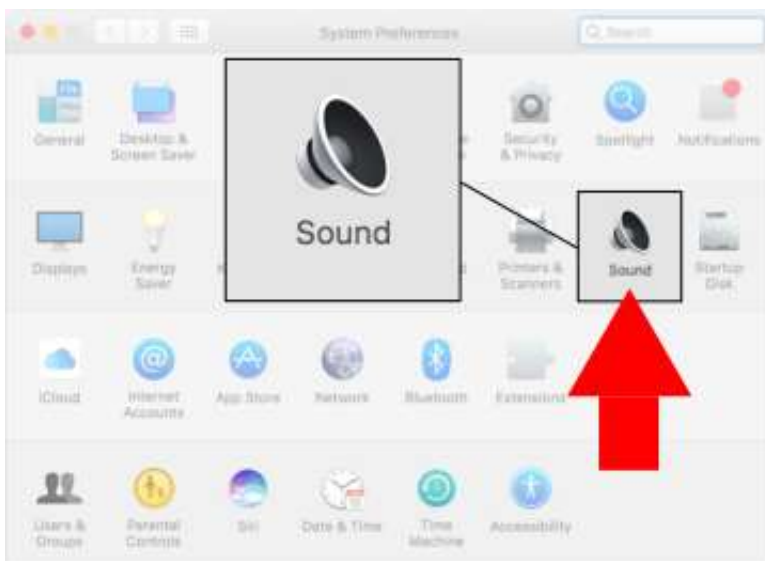 System Preferences
Search
File
General
Desktop &
Screen Saver
Security
& Privacy
Spotlight
Notifications
Sound
Displays
Energy
Saver
Printers &
Scanners
Sound
Startup
Disk
iCloud
Internet
Accounts
App Store
Network
Bluetooth
Extensions
Users &
Groups
Parental
Controls
Siri
Date & Time
Time
Machine
Accessibility